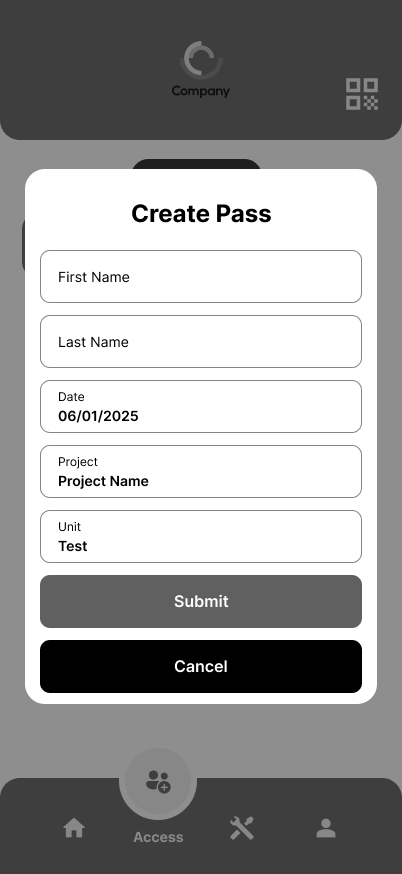 Company
Create Pass
First Name
Last Name
Date
06/01/2025
Project
Project Name
Unit
Test
Submit
Cancel
Access